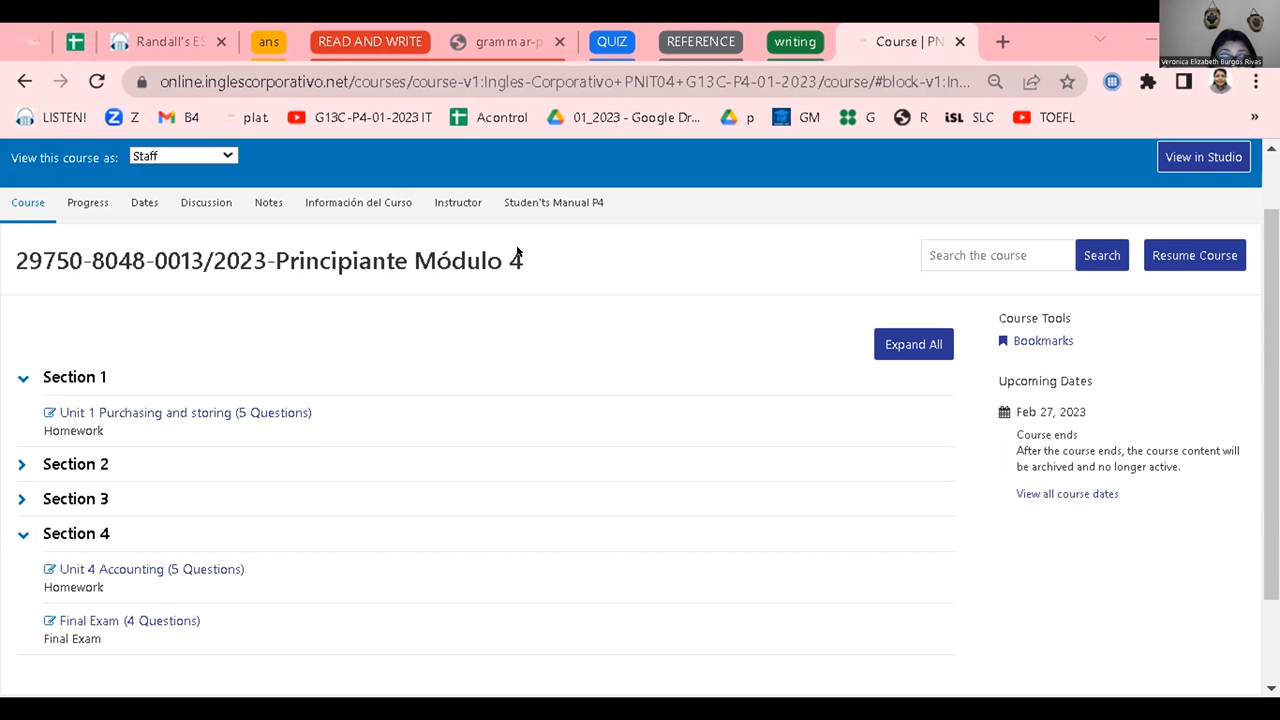 Randall's ES
ans
READ AND WRITE
grammar-p
QUIZ
REFERENCE
writing
Course | PN
Veronica Elizabeth Burgos Rivas
online.inglescorporativo.net/courses/course-v1:Ingles-Corporativo+PNIT04+G13C-P4-01-2023/course/#block-v1:In...
LISTEN!
Z
B4
plat.
G13C-P4-01-2023 IT
Acontrol
01_2023 - Google Dr...
p
GM
G
R
isL SLC
TOEFL
»
View this course as:
Staff
View in Studio
Course
Progress
Dates
Discussion
Notes
Información del Curso
Instructor
Studen'ts Manual P4
29750-8048-0013/2023-Principiante Módulo 4
Search the course
Search
Resume Course
Expand All
Course Tools
Bookmarks
Upcoming Dates
Feb 27, 2023
Course ends
After the course ends, the course content will
be archived and no longer active.
View all course dates
Section 1
Unit 1 Purchasing and storing (5 Questions)
Homework
Section 2
Section 3
Section 4
Unit 4 Accounting (5 Questions)
Homework
Final Exam (4 Questions)
Final Exam